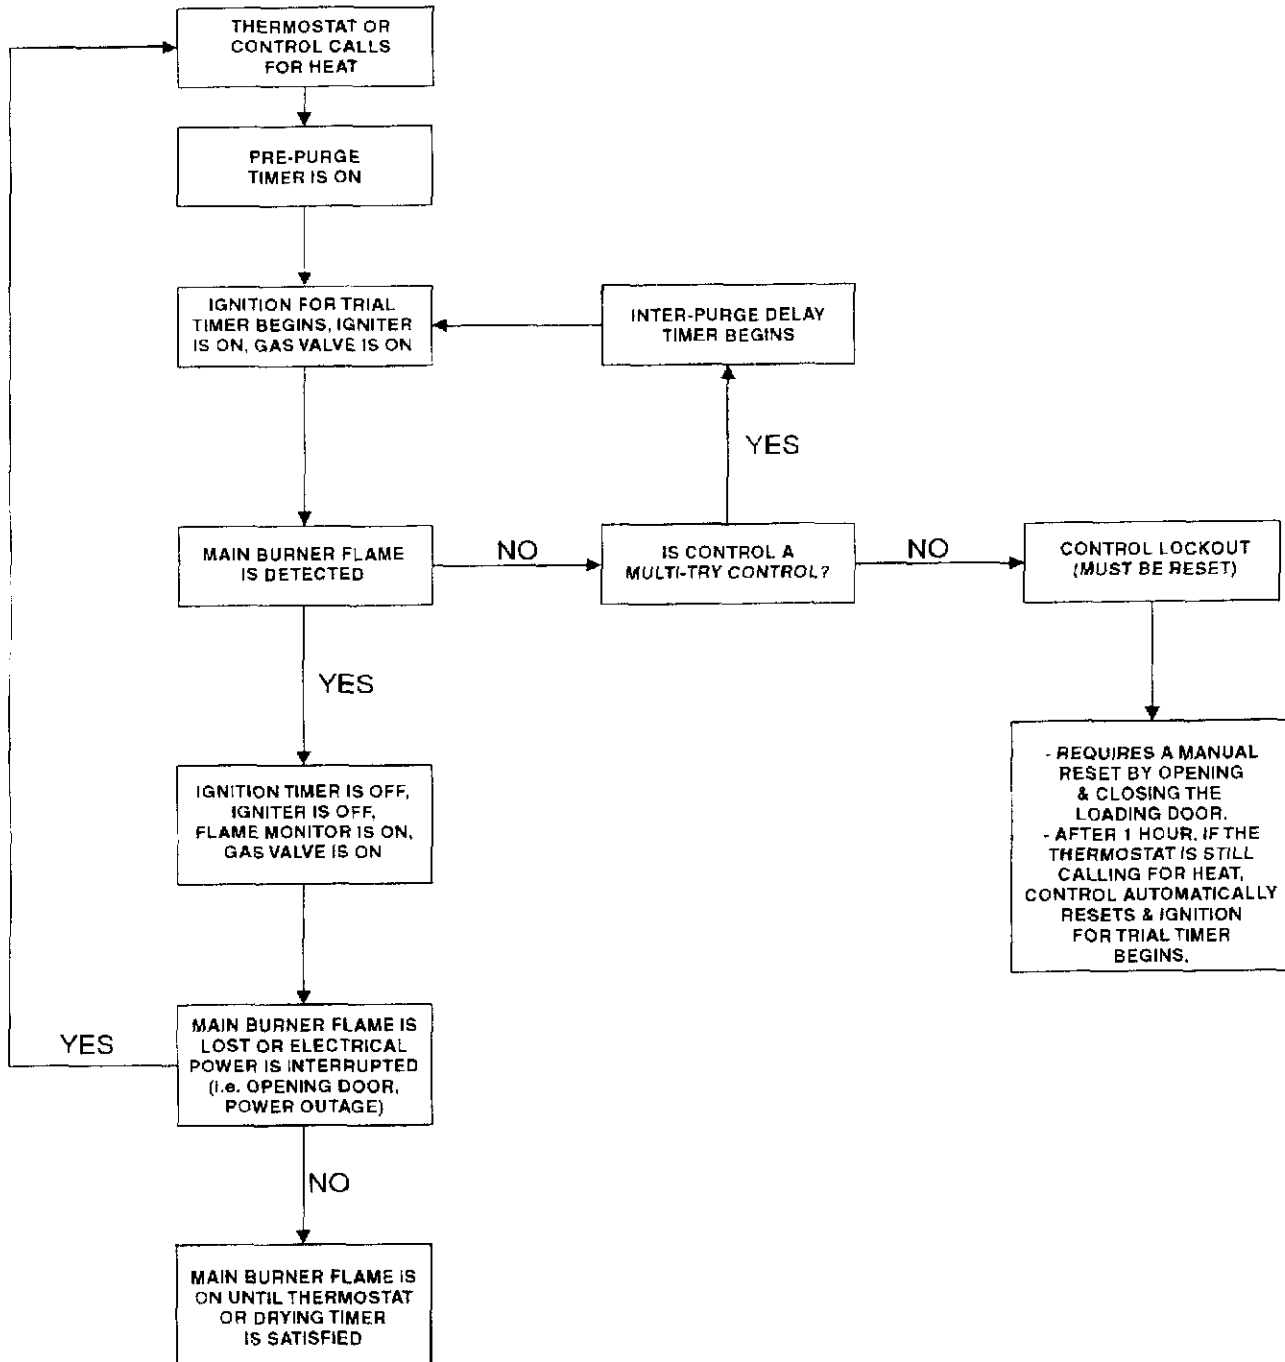 THERMOSTAT OR
CONTROL CALLS
FOR HEAT
PRE-PURGE
TIMER IS ON
IGNITION FOR TRIAL
TIMER BEGINS, IGNITER
IS ON, GAS VALVE IS ON
INTER-PURGE DELAY
TIMER BEGINS
YES
MAIN BURNER FLAME
IS DETECTED
NO
IS CONTROL A
MULTI-TRY CONTROL?
NO
CONTROL LOCKOUT
(MUST BE RESET)
YES
- REQUIRES A MANUAL
RESET BY OPENING
& CLOSING THE
LOADING DOOR.
- AFTER 1 HOUR, IF THE
THERMOSTAT IS STILL
CALLING FOR HEAT,
CONTROL AUTOMATICALLY
RESETS & IGNITION
FOR TRIAL TIMER
BEGINS.
IGNITION TIMER IS OFF,
IGNITER IS OFF,
FLAME MONITOR IS ON,
GAS VALVE IS ON
YES
MAIN BURNER FLAME IS
LOST OR ELECTRICAL
POWER IS INTERRUPTED
(i.e. OPENING DOOR,
POWER OUTAGE)
NO
MAIN BURNER FLAME IS
ON UNTIL THERMOSTAT
OR DRYING TIMER
IS SATISFIED